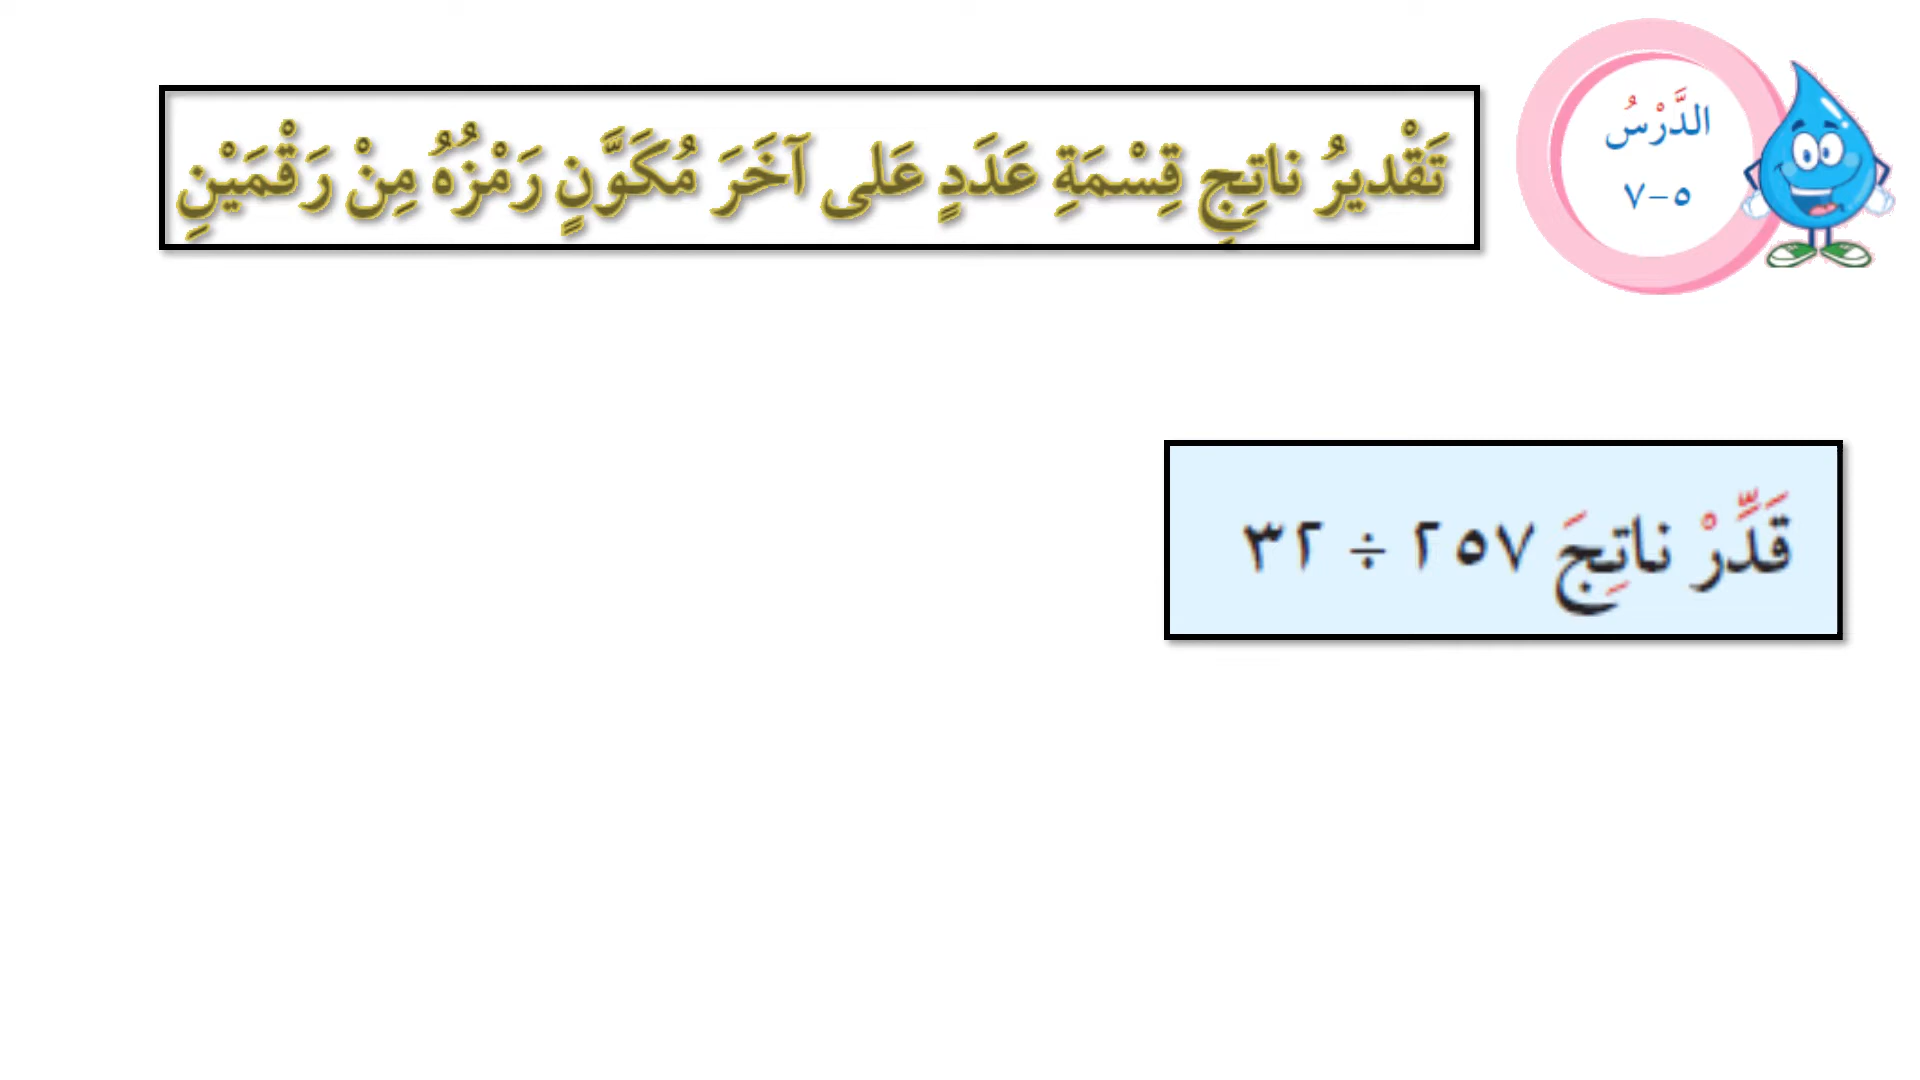 الدَّرْسُ
٥-٧
تَقْديرُ ناتِجِ قِسْمَةِ عَدَدٍ عَلى آخَرَ مُكَوَّنٍ رَمْزُهُ مِنْ رَقْمَيْنِ
قَدِّرْ ناتِجَ ٢٥٧ ÷ ٣٢